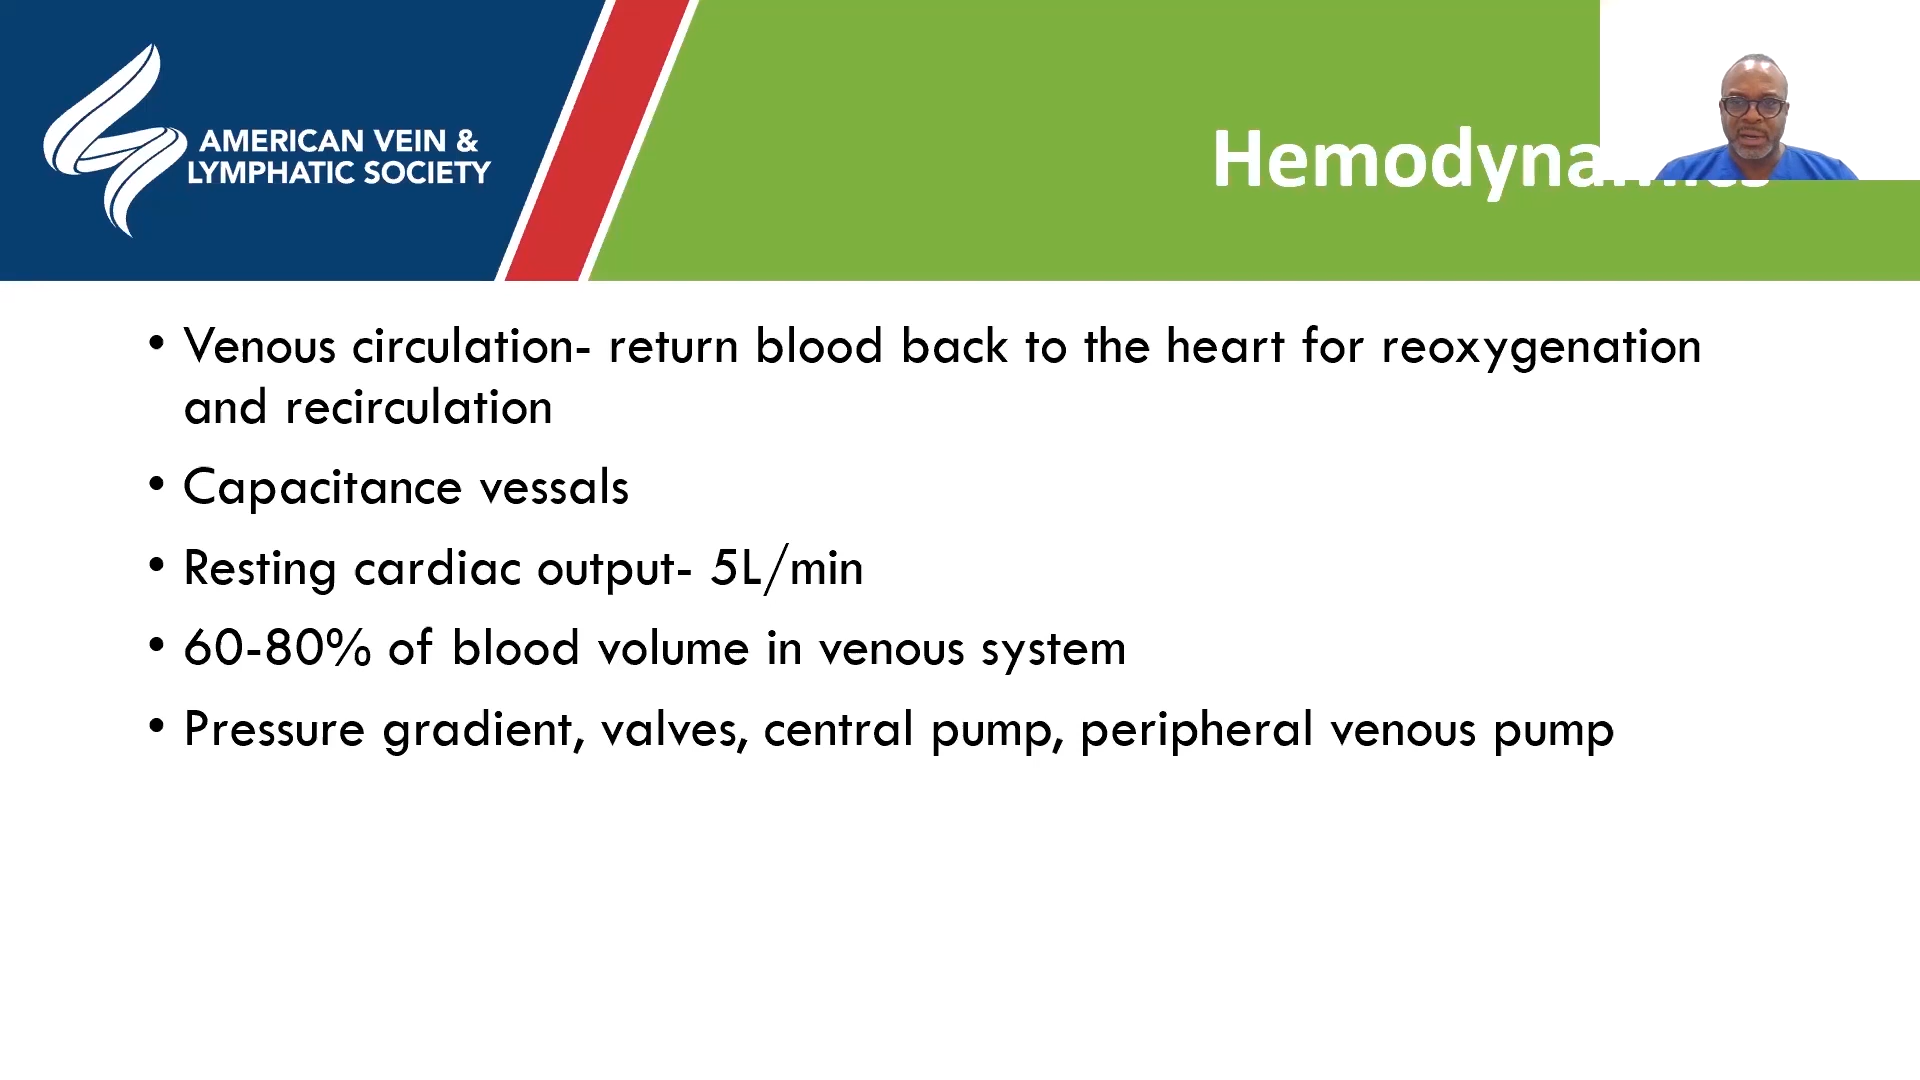 AMERICAN VEIN &
LYMPHATIC SOCIETY
• Venous circulation- return blood back to the heart for reoxygenation
and recirculation
• Capacitance vessals
• Resting cardiac output- 5L/min
• 60-80% of blood volume in venous system
• Pressure gradient, valves, central pump, peripheral venous pump